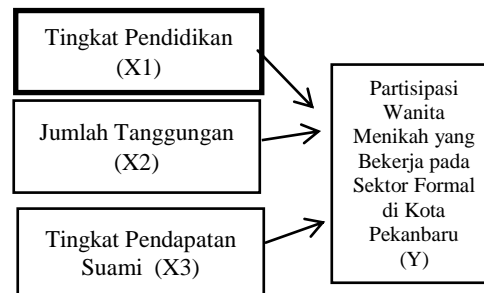 Tingkat Pendidikan
(X1)
Jumlah Tanggungan
(X2)
Tingkat Pendapatan
Suami (X3)
Partisipasi
Wanita
Menikah yang
Bekerja pada
Sektor Formal
di Kota
Pekanbaru
(Y)